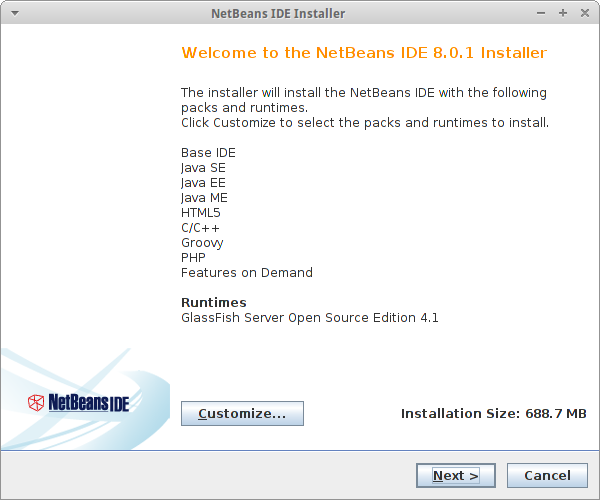 NetBeans IDE Installer
Welcome to the NetBeans IDE 8.0.1 Installer
The installer will install the NetBeans IDE with the following
packs and runtimes.
Click Customize to select the packs and runtimes to install.
Base IDE
Java SE
Java EE
Java ME
HTML5
C/C++
Groovy
PHP
Features on Demand
Runtimes
GlassFish Server Open Source Edition 4.1
NetBeans IDE
Customize...
Installation Size: 688.7 MB
Next >
Cancel